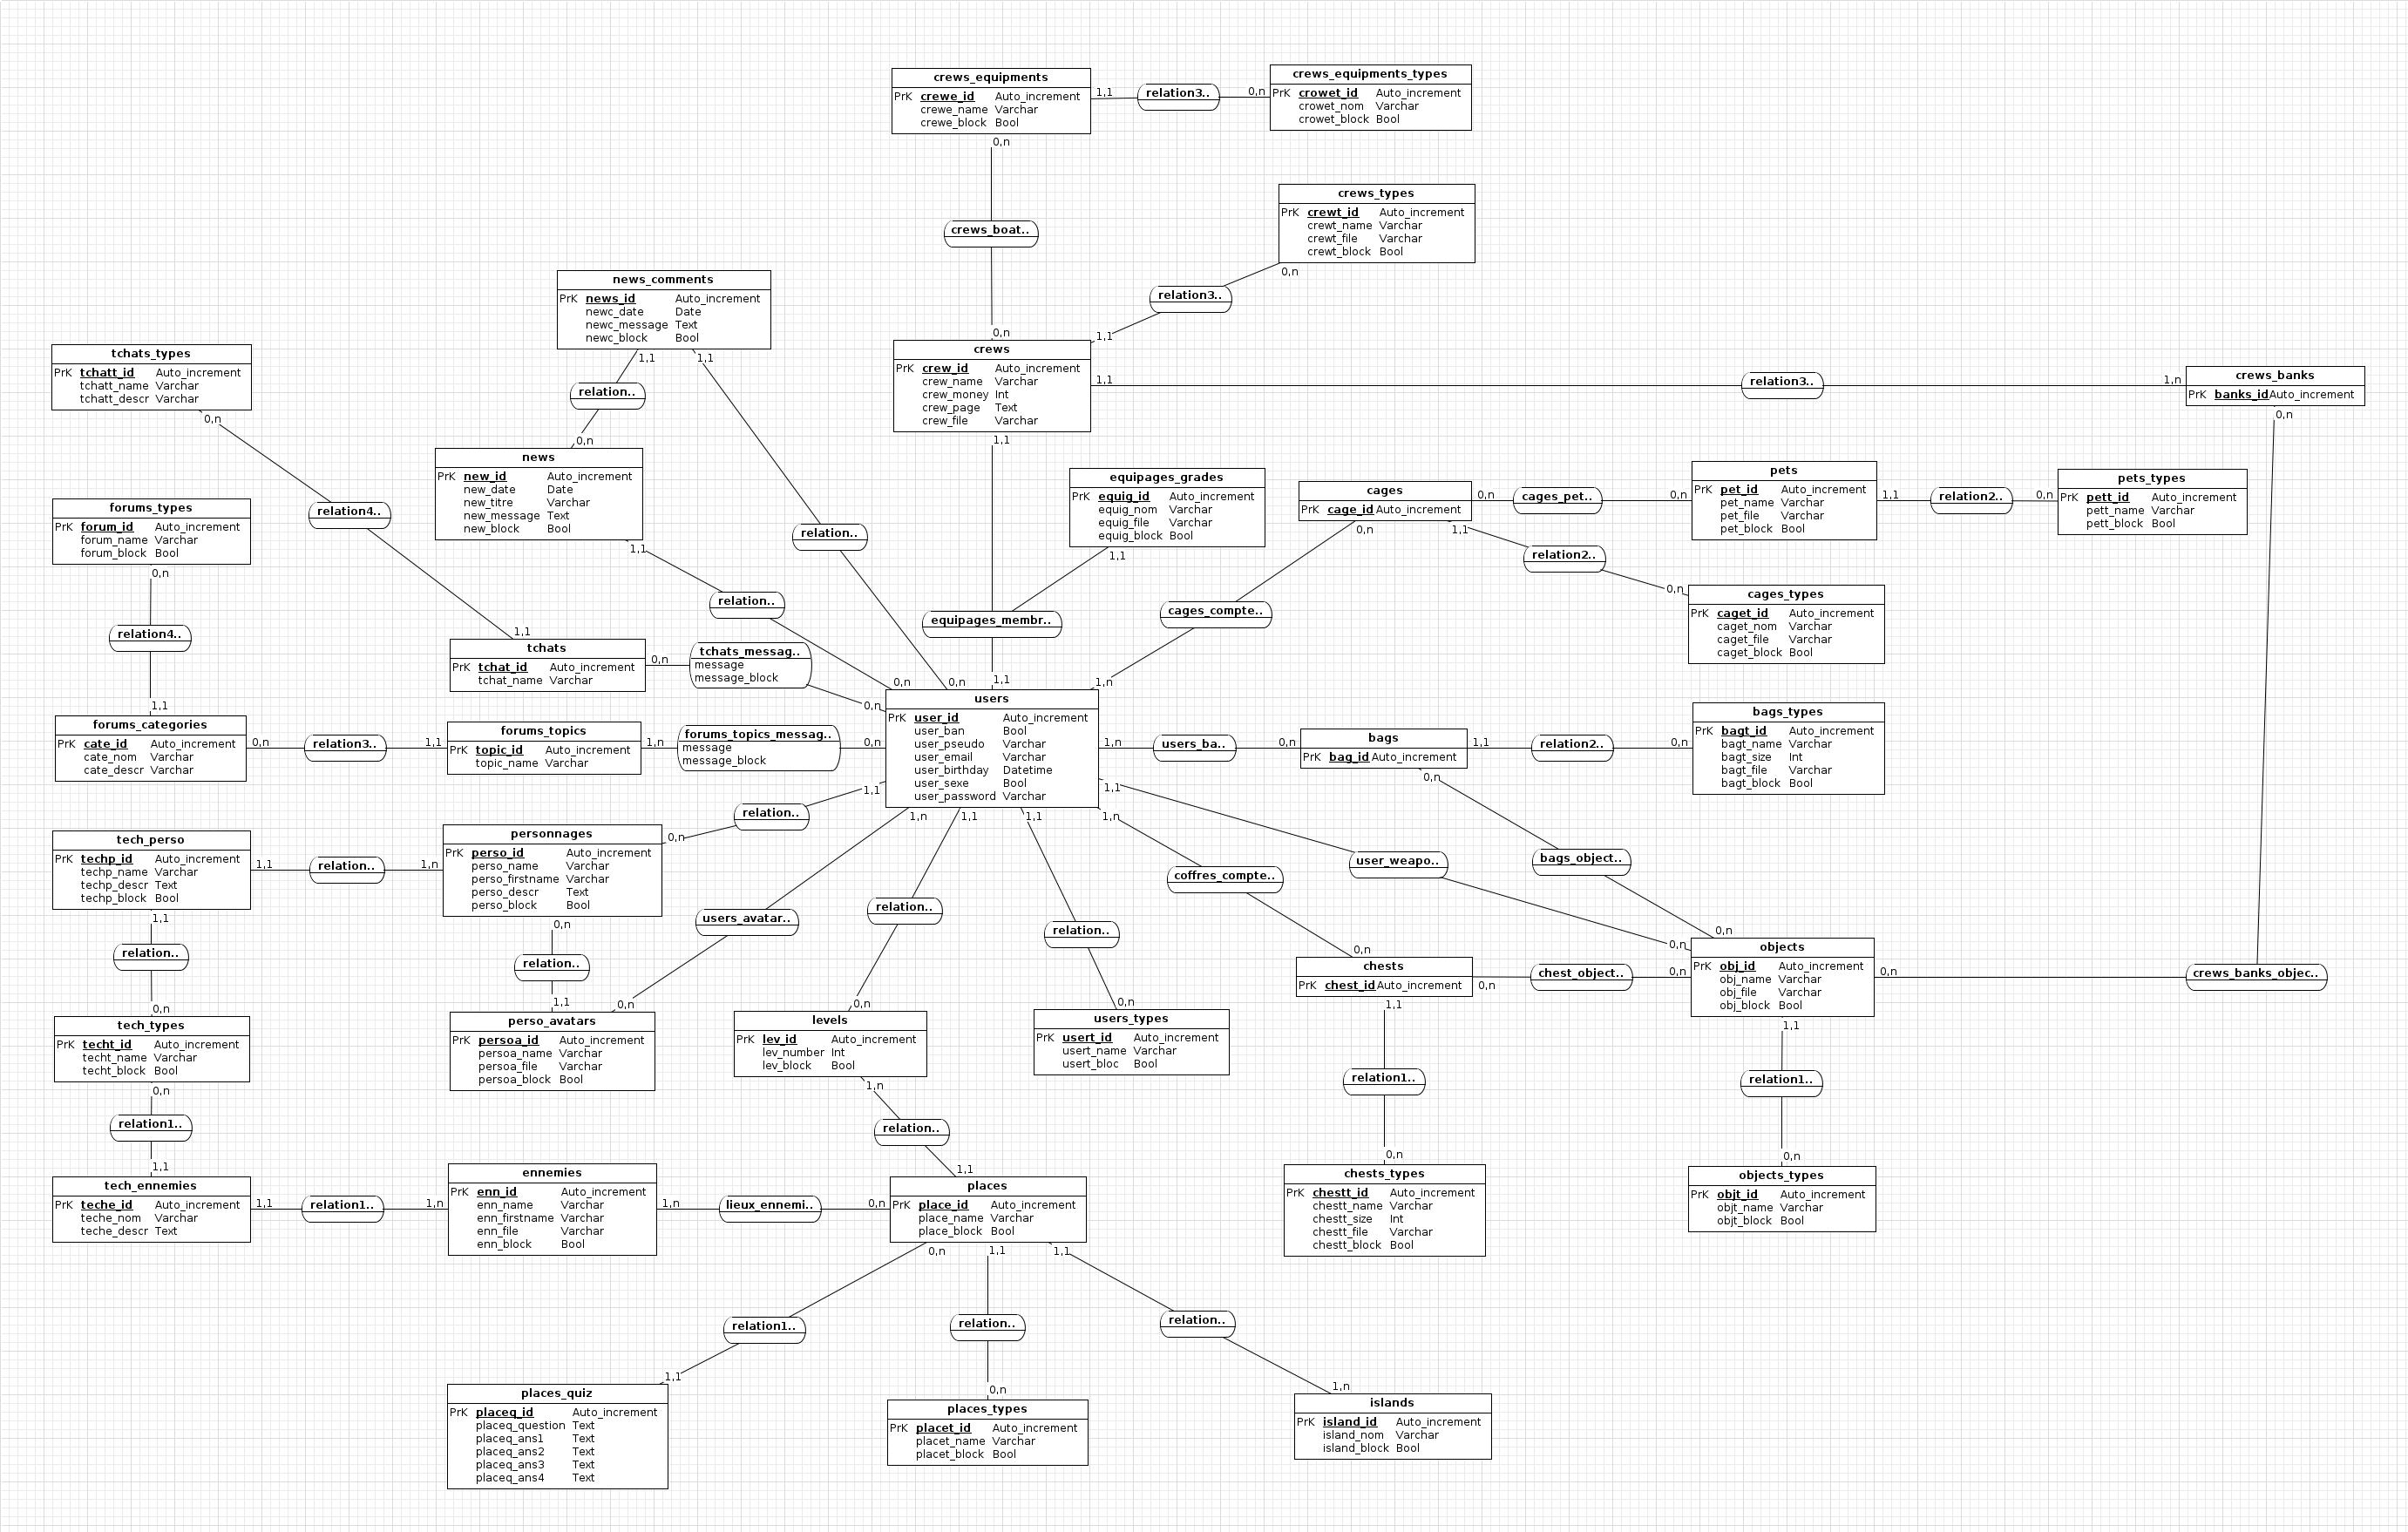 crews_equipments
PrK crewe_id Auto_increment
crewe_name Varchar
crewe_block Bool
1,1
relation3..
0,n
crews_equipments_types
PrK crowet_id Auto_increment
crowet_nom Varchar
crowet_block Bool
0,n
crews_boat..
0,n
crews_types
PrK crewt_id Auto_increment
crewt_name Varchar
crewt_file Varchar
crewt_block Bool
0,n
relation3..
1,1
news_comments
PrK news_id Auto_increment
newc_date Date
newc_message Text
newc_block Bool
1,1
1,1
relation..
0,n
tchats_types
PrK tchatt_id Auto_increment
tchatt_name Varchar
tchatt_descr Varchar
0,n
relation4..
1,1
crews
PrK crew_id Auto_increment
crew_name Varchar
crew_money Int
crew_page Text
crew_file Varchar
1,1
relation3..
1,n
crews_banks
PrK banks_id Auto_increment
0,n
1,1
news
PrK new_id Auto_increment
new_date Date
new_titre Varchar
new_message Text
new_block Bool
1,1
relation..
0,n
relation..
0,n
forums_types
PrK forum_id Auto_increment
forum_name Varchar
forum_block Bool
0,n
relation4..
1,1
equipages_grades
PrK equig_id Auto_increment
equig_nom Varchar
equig_file Varchar
equig_block Bool
1,1
equipages_membr..
1,1
cages
PrK cage_id Auto_increment
0,n
cages_pet..
0,n
pets
PrK pet_id Auto_increment
pet_name Varchar
pet_file Varchar
pet_block Bool
1,1
relation2..
0,n
pets_types
PrK pett_id Auto_increment
pett_name Varchar
pett_block Bool
0,n
1,1
relation2..
0,n
cages_types
PrK caget_id Auto_increment
caget_nom Varchar
caget_file Varchar
caget_block Bool
cages_compte..
1,n
tchats
PrK tchat_id Auto_increment
tchat_name Varchar
0,n
tchats_messag..
message
message_block
0,n
users
PrK user_id Auto_increment
user_ban Bool
user_pseudo Varchar
user_email Varchar
user_birthday Datetime
user_sexe Bool
user_password Varchar
forums_categories
PrK cate_id Auto_increment
cate_nom Varchar
cate_descr Varchar
0,n
relation3..
1,1
forums_topics
PrK topic_id Auto_increment
topic_name Varchar
1,n
forums_topics_messag..
message
message_block
0,n
1,n
users_ba..
0,n
bags
PrK bag_id Auto_increment
1,1
relation2..
0,n
bags_types
PrK bagt_id Auto_increment
bagt_name Varchar
bagt_size Int
bagt_file Varchar
bagt_block Bool
0,n
bags_object..
0,n
1,1
relation..
0,n
1,1
user_weapo..
0,n
1,n
coffres_compte..
0,n
tech_perso
PrK techp_id Auto_increment
techp_name Varchar
techp_descr Text
techp_block Bool
1,1
relation..
1,n
personnages
PrK perso_id Auto_increment
perso_name Varchar
perso_firstname Varchar
perso_descr Text
perso_block Bool
0,n
relation..
1,1
1,n
users_avatar..
0,n
1,1
relation..
0,n
1,1
relation..
0,n
1,1
relation..
0,n
objects
PrK obj_id Auto_increment
obj_name Varchar
obj_file Varchar
obj_block Bool
0,n
crews_banks_objec..
chests
PrK chest_id Auto_increment
0,n
chest_object..
0,n
tech_types
PrK techt_id Auto_increment
techt_name Varchar
techt_block Bool
0,n
relation1..
1,1
perso_avatars
PrK persoa_id Auto_increment
persoa_name Varchar
persoa_file Varchar
persoa_block Bool
levels
PrK lev_id Auto_increment
lev_number Int
lev_block Bool
1,n
relation..
1,1
users_types
PrK usert_id Auto_increment
usert_name Varchar
usert_bloc Bool
1,1
relation1..
0,n
1,1
relation1..
0,n
tech_ennemies
PrK teche_id Auto_increment
teche_nom Varchar
teche_descr Text
1,1
relation1..
1,n
ennemies
PrK enn_id Auto_increment
enn_name Varchar
enn_firstname Varchar
enn_file Varchar
enn_block Bool
1,n
lieux_ennemi..
0,n
places
PrK place_id Auto_increment
place_name Varchar
place_block Bool
chests_types
PrK chestt_id Auto_increment
chestt_name Varchar
chestt_size Int
chestt_file Varchar
chestt_block Bool
objects_types
PrK objt_id Auto_increment
objt_name Varchar
objt_block Bool
0,n
relation1..
1,1
1,1
relation..
0,n
1,1
relation..
1,n
places_quiz
PrK placeq_id Auto_increment
placeq_question Text
placeq_ans1 Text
placeq_ans2 Text
placeq_ans3 Text
placeq_ans4 Text
places_types
PrK placet_id Auto_increment
placet_name Varchar
placet_block Bool
islands
PrK island_id Auto_increment
island_nom Varchar
island_block Bool